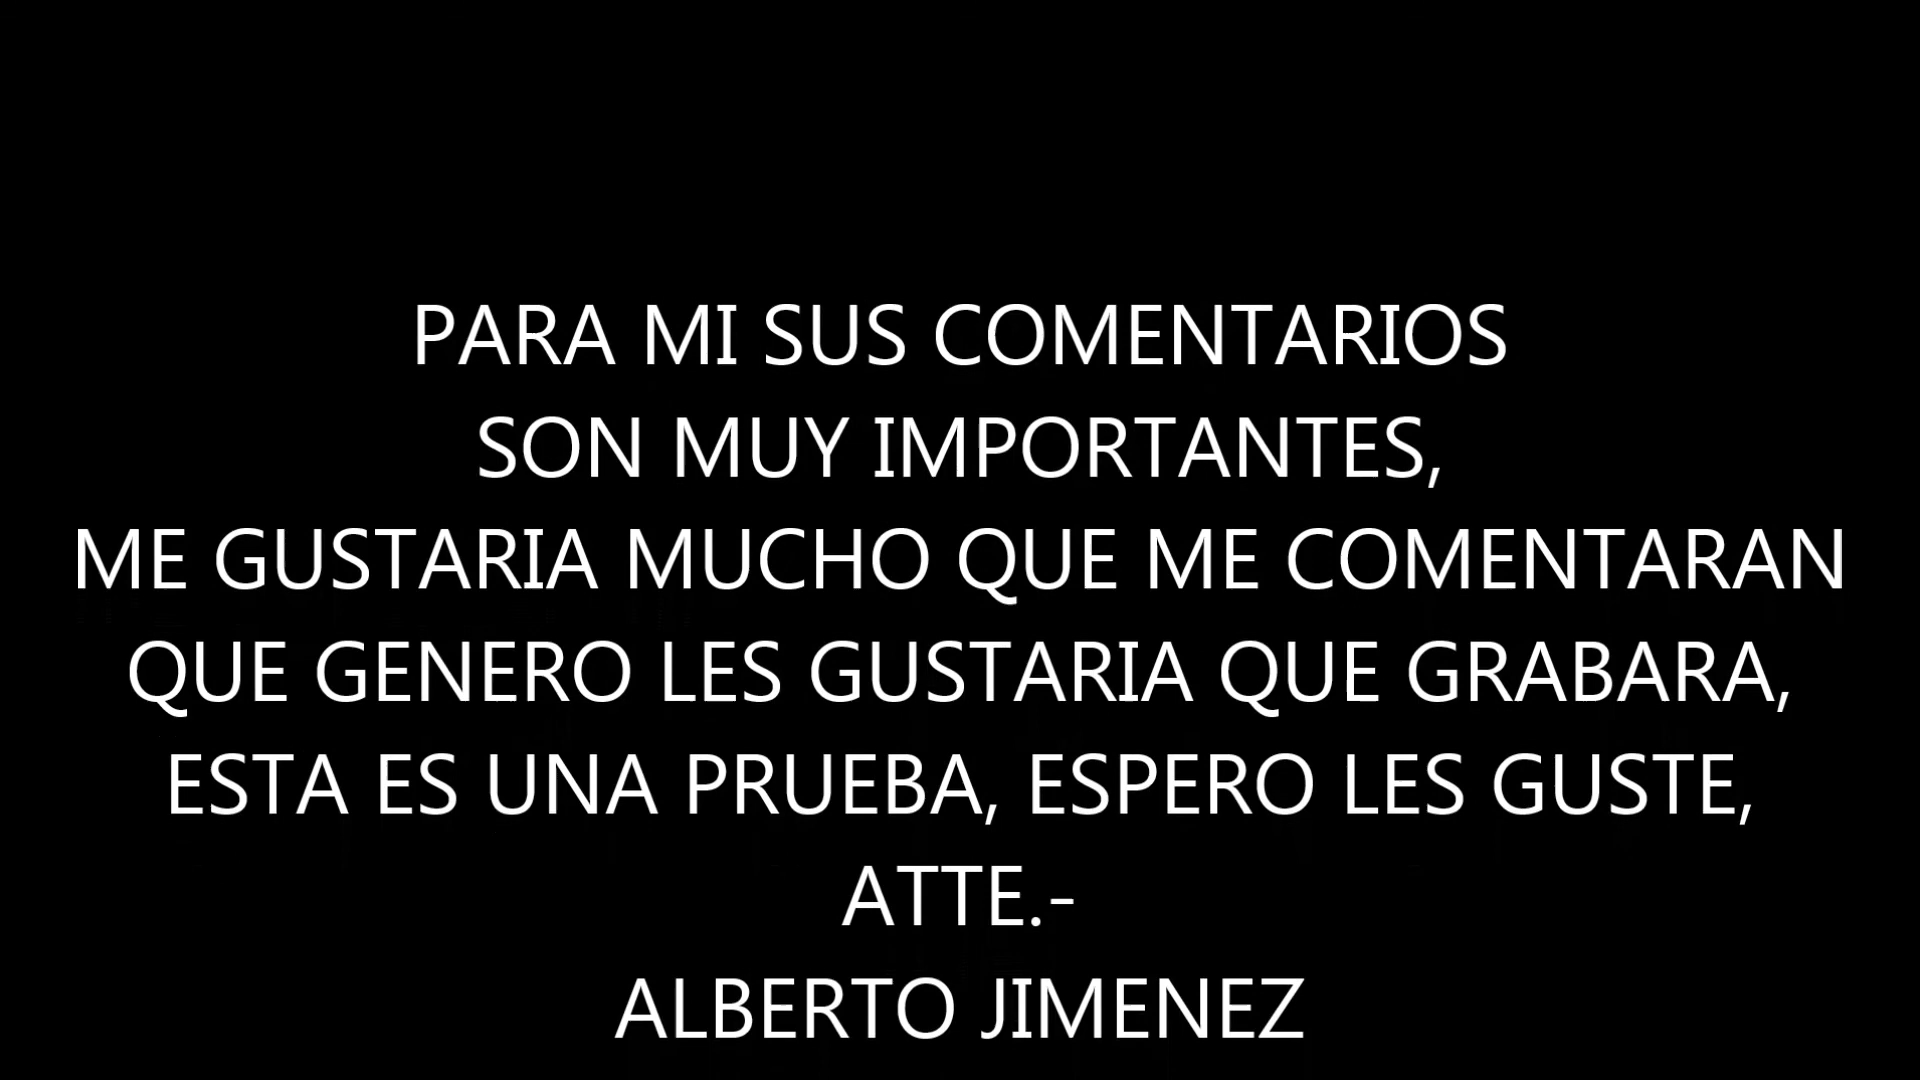 PARA MI SUS COMENTARIOS
SON MUY IMPORTANTES,
ME GUSTARIA MUCHO QUE ME COMENTARAN
QUE GENERO LES GUSTARIA QUE GRABARA,
ESTA ES UNA PRUEBA, ESPERO LES GUSTE,
ATTE.-
ALBERTO JIMENEZ